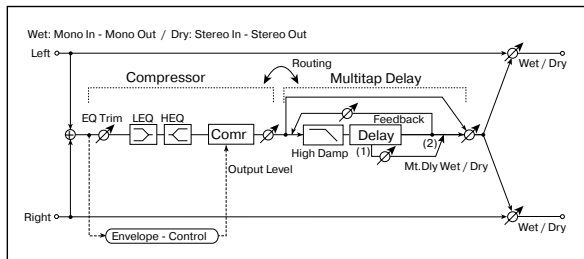 Wet: Mono In - Mono Out / Dry: Stereo In - Stereo Out
Left
Wet / Dry
Routing
Compressor
Multitap Delay
EQ Trim
LEQ
HEQ
Comr
Feedback
High Damp
Delay
(1)
(2)
Mt.Dly Wet / Dry
Output Level
Right
Envelope - Control
Wet / Dry